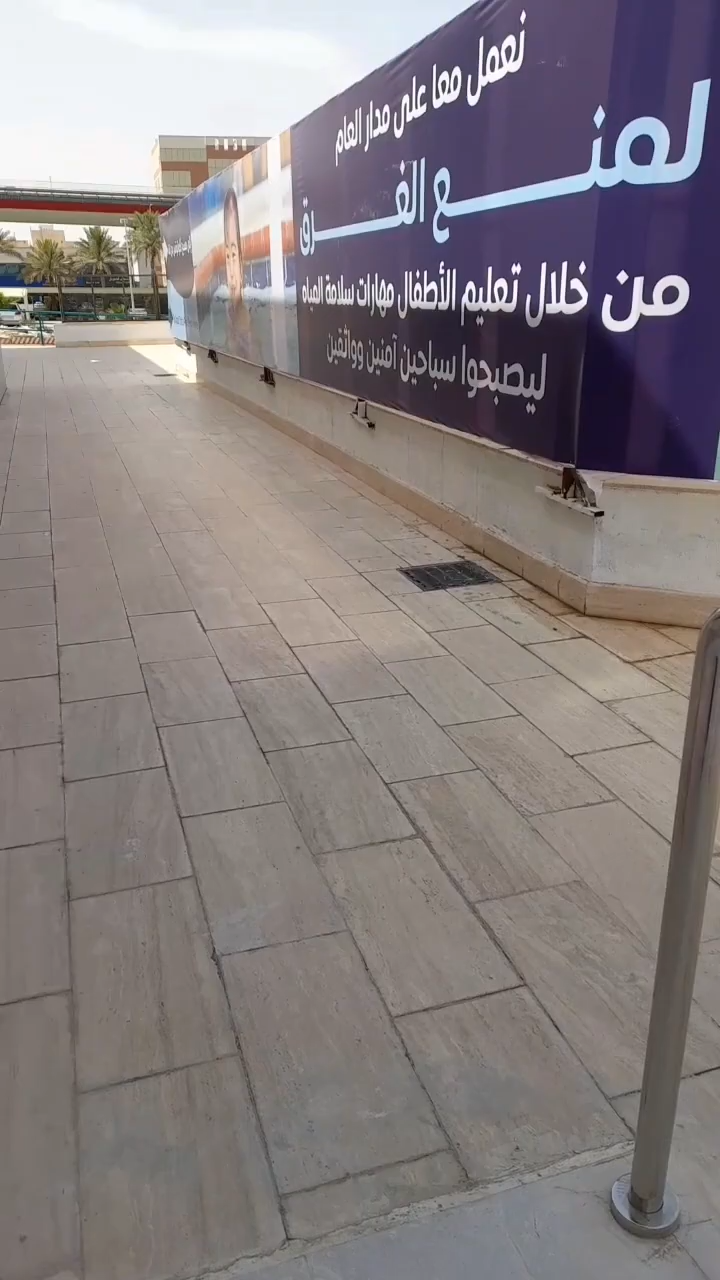 نعمل معا على مدار العام
لمنع الغرق
من خلال تعليم الأطفال مهارات سلامة المياه
ليصبحوا سباحين آمنين وواثقين